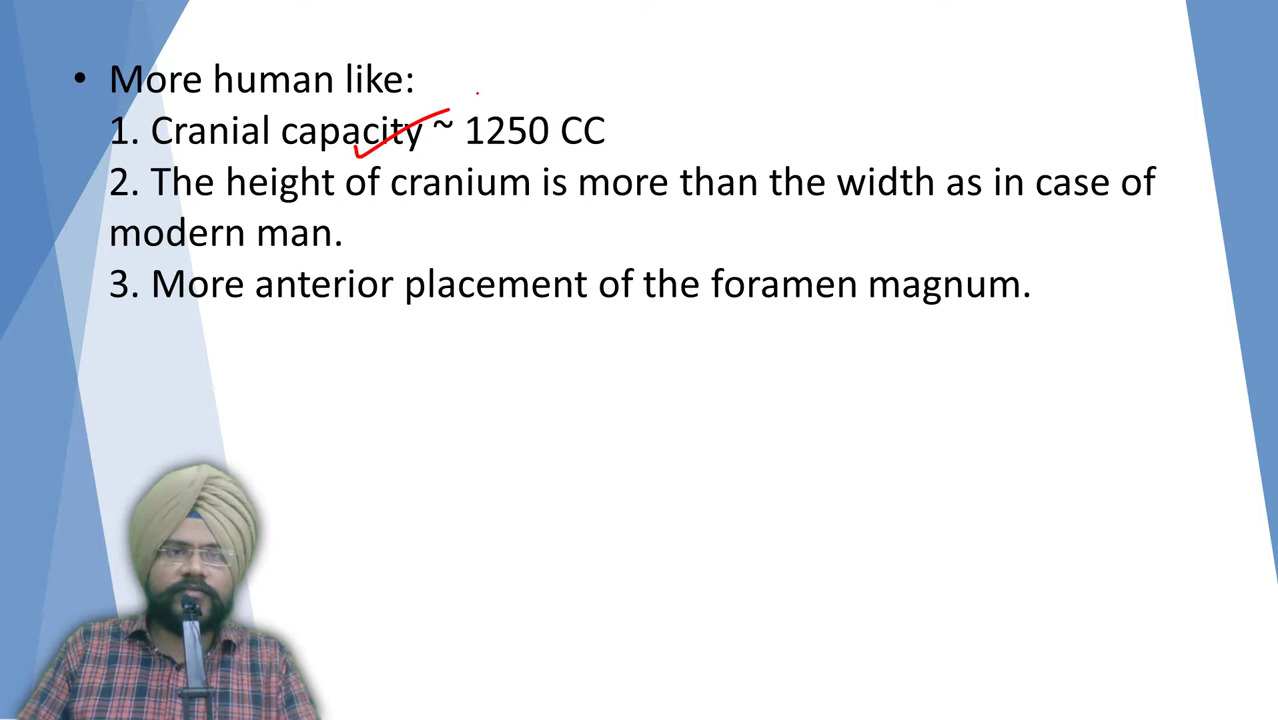 • More human like:
1. Cranial capacity ~ 1250 CC
2. The height of cranium is more than the width as in case of
modern man.
3. More anterior placement of the foramen magnum.